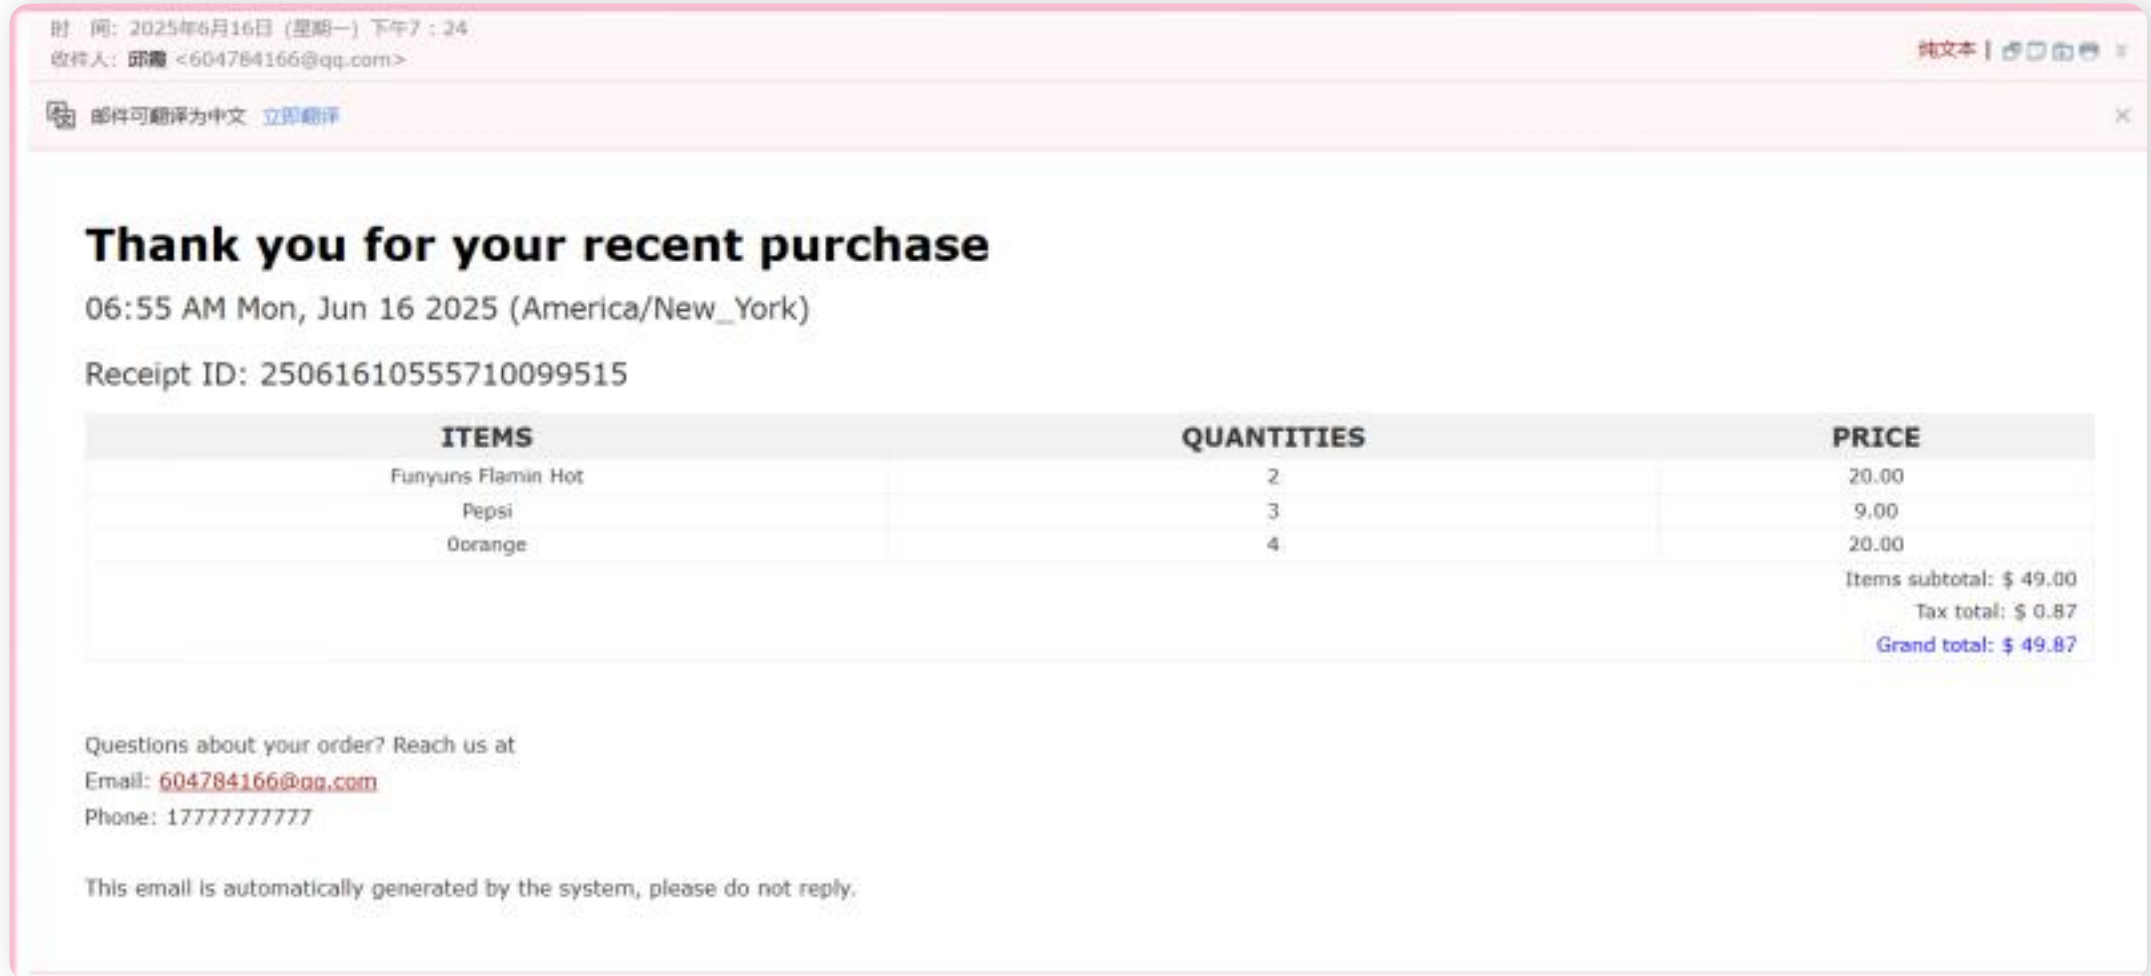 时 间: 2025年6月16日 (星期一) 下午7:24
收件人: 邱霞 <604784166@qq.com>
纯文本 |
邮件可翻译为中文 立即翻译
Thank you for your recent purchase
06:55 AM Mon, Jun 16 2025 (America/New_York)
Receipt ID: 25061610555710099515
ITEMS QUANTITIES PRICE
Funyuns Flamin Hot 2 20.00
Pepsi 3 9.00
Oorange 4 20.00
Items subtotal: $ 49.00
Tax total: $ 0.87
Grand total: $ 49.87
Questions about your order? Reach us at
Email: 604784166@qq.com
Phone: 17777777777
This email is automatically generated by the system, please do not reply.